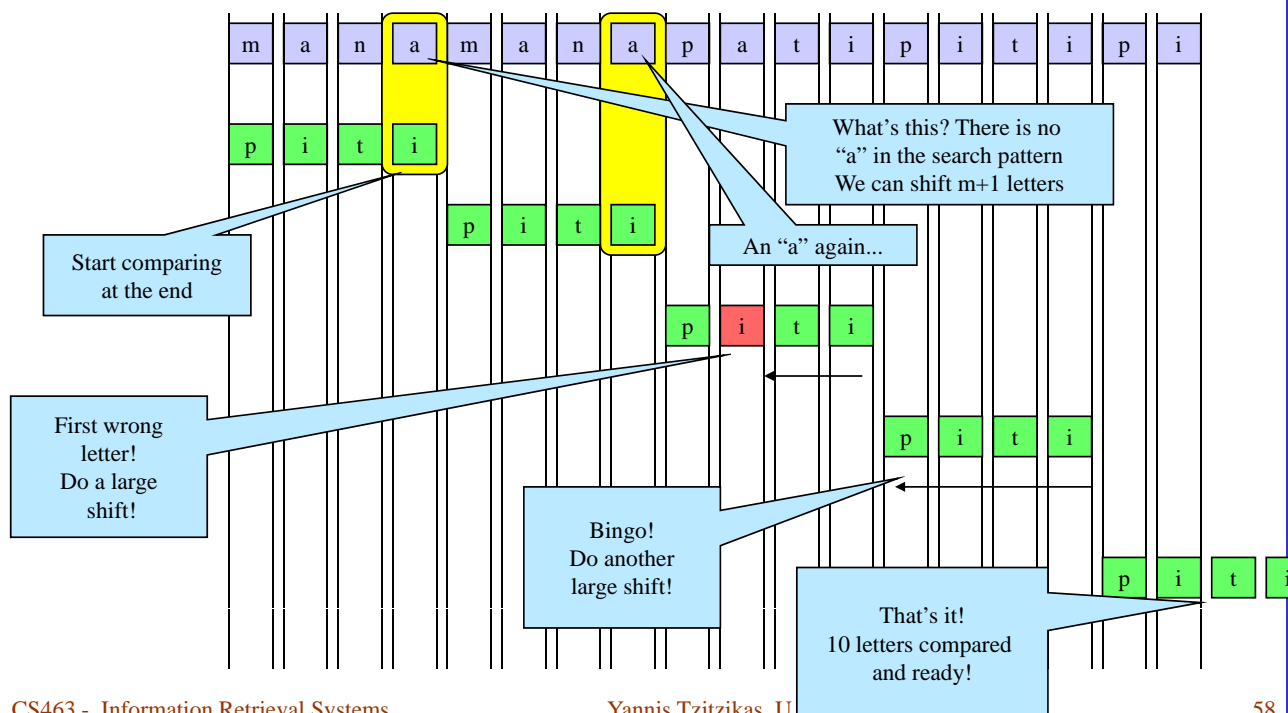 m a n a m a n a p a t i p i t i p i
What's this? There is no
“a” in the search pattern
We can shift m+1 letters
p i t i
p i t i
An “a” again...
Start comparing
at the end
p i t i
First wrong
letter!
Do a large
shift!
p i t i
Bingo!
Do another
large shift!
p i t i
That's it!
10 letters compared
and ready!
CS463 - Information Retrieval Systems
Yannis Tzitzikas, U
58